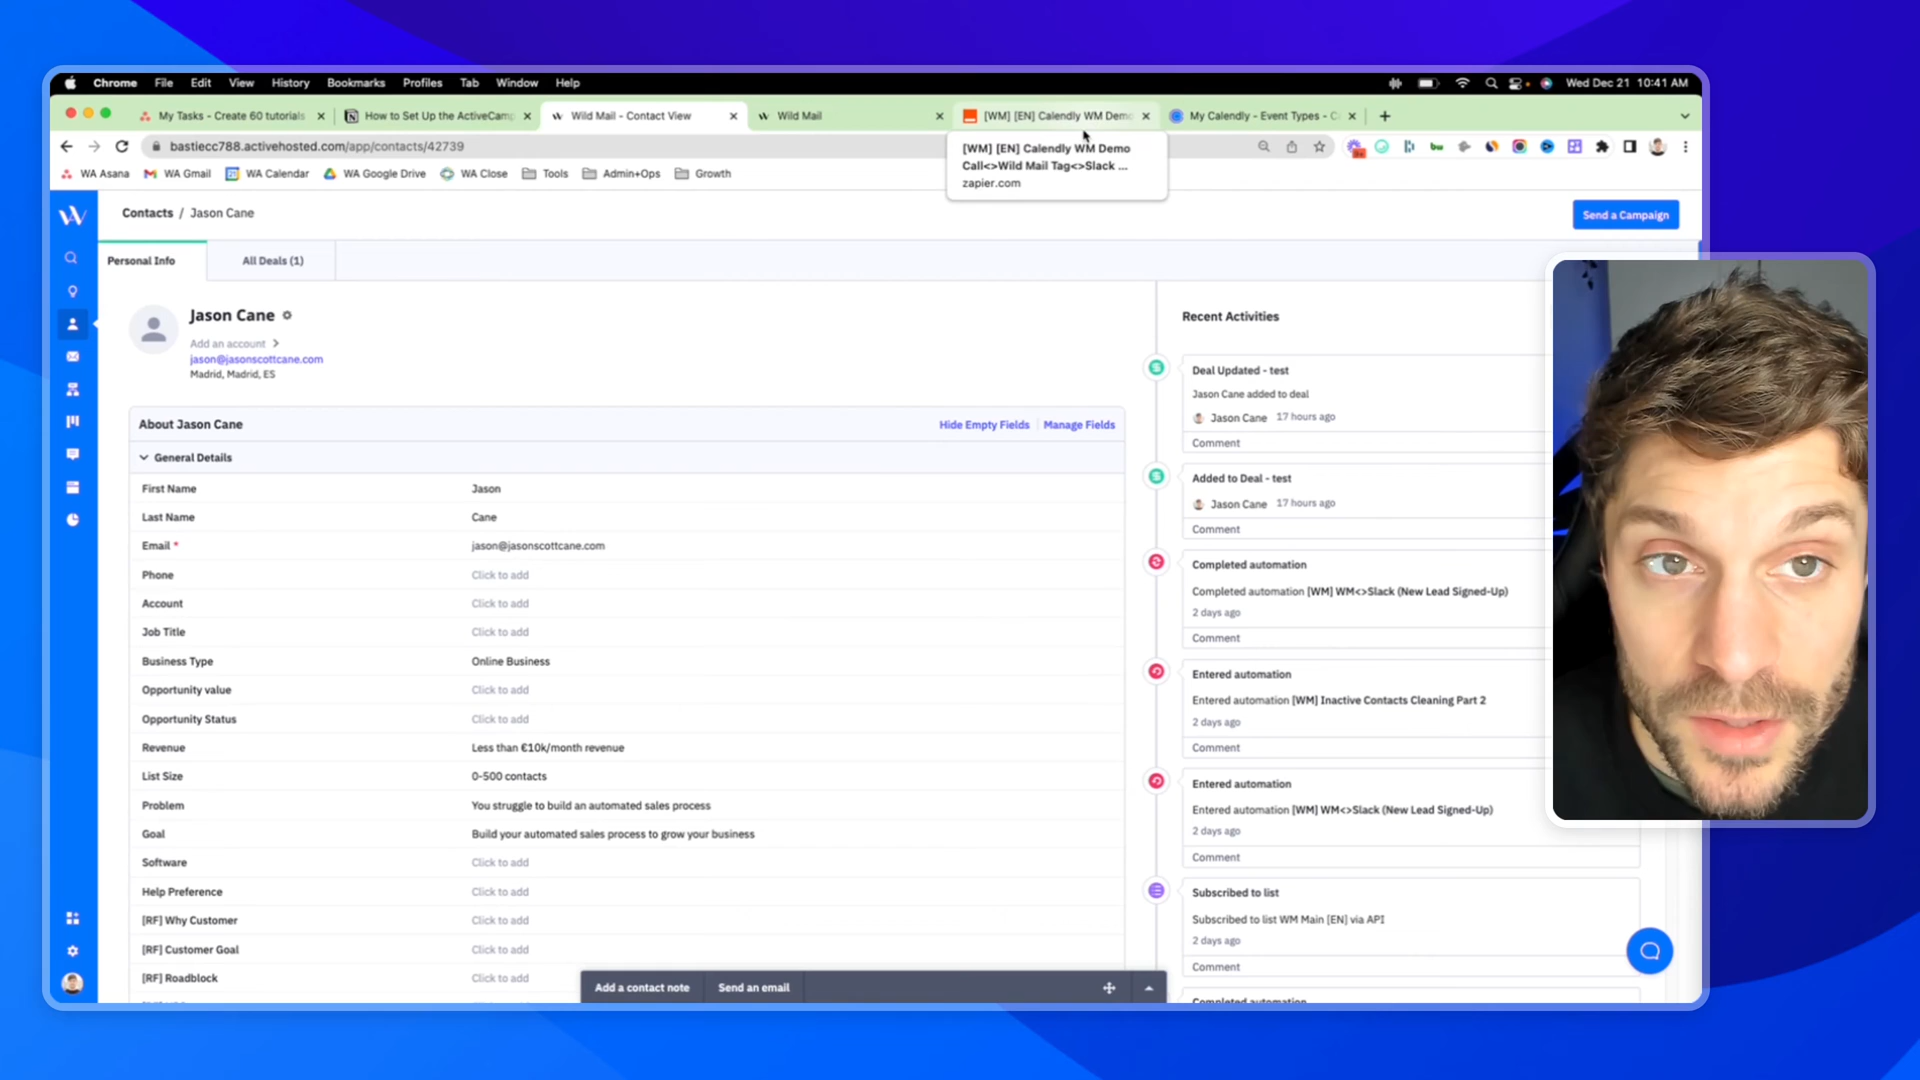 Chrome File Edit View History Bookmarks Profiles Tab Window Help Wed Dec 21 10:41 AM
My Tasks - Create 60 tutorials How to Set Up the ActiveCamp Wild Mail - Contact View Wild Mail [WM] [EN] Calendly WM Demo My Calendly - Event Types - C
bastiecc788.activehosted.com/app/contacts/42739
[WM] [EN] Calendly WM Demo
Call<>Wild Mail Tag<>Slack ...
zapier.com
WA Asana WA Gmail WA Calendar WA Google Drive WA Close Tools Admin+Ops Growth
Contacts / Jason Cane
Send a Campaign
Personal Info All Deals (1)
Jason Cane
Add an account
jason@jasonscottcane.com
Madrid, Madrid, ES
About Jason Cane Hide Empty Fields Manage Fields
General Details
First Name Jason
Last Name Cane
Email * jason@jasonscottcane.com
Phone Click to add
Account Click to add
Job Title Click to add
Business Type Online Business
Opportunity value Click to add
Opportunity Status Click to add
Revenue Less than €10k/month revenue
List Size 0-500 contacts
Problem You struggle to build an automated sales process
Goal Build your automated sales process to grow your business
Software Click to add
Help Preference Click to add
[RF] Why Customer Click to add
[RF] Customer Goal Click to add
[RF] Roadblock Click to add
Add a contact note Send an email
Recent Activities
Deal Updated - test
Jason Cane added to deal
Jason Cane 17 hours ago
Comment
Added to Deal - test
Jason Cane 17 hours ago
Comment
Completed automation
Completed automation [WM] WM<>Slack (New Lead Signed-Up)
2 days ago
Comment
Entered automation
Entered automation [WM] Inactive Contacts Cleaning Part 2
2 days ago
Comment
Entered automation
Entered automation [WM] WM<>Slack (New Lead Signed-Up)
2 days ago
Comment
Subscribed to list
Subscribed to list WM Main [EN] via API
2 days ago
Comment
Completed automation